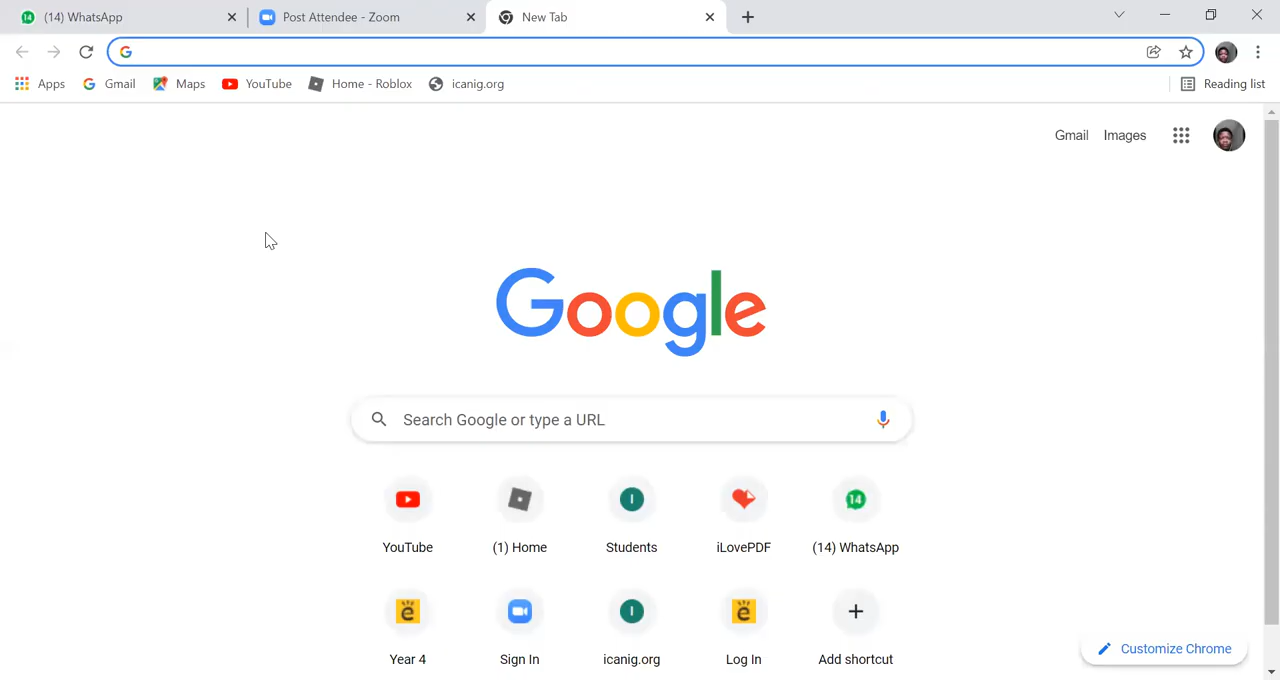 14 (14) WhatsApp Post Attendee - Zoom New Tab
G
Apps G Gmail Maps YouTube Home - Roblox icanig.org Reading list
Gmail Images
Google
Search Google or type a URL
I 14
YouTube (1) Home Students iLovePDF (14) WhatsApp
ë I ë
Year 4 Sign In icanig.org Log In Add shortcut
Customize Chrome